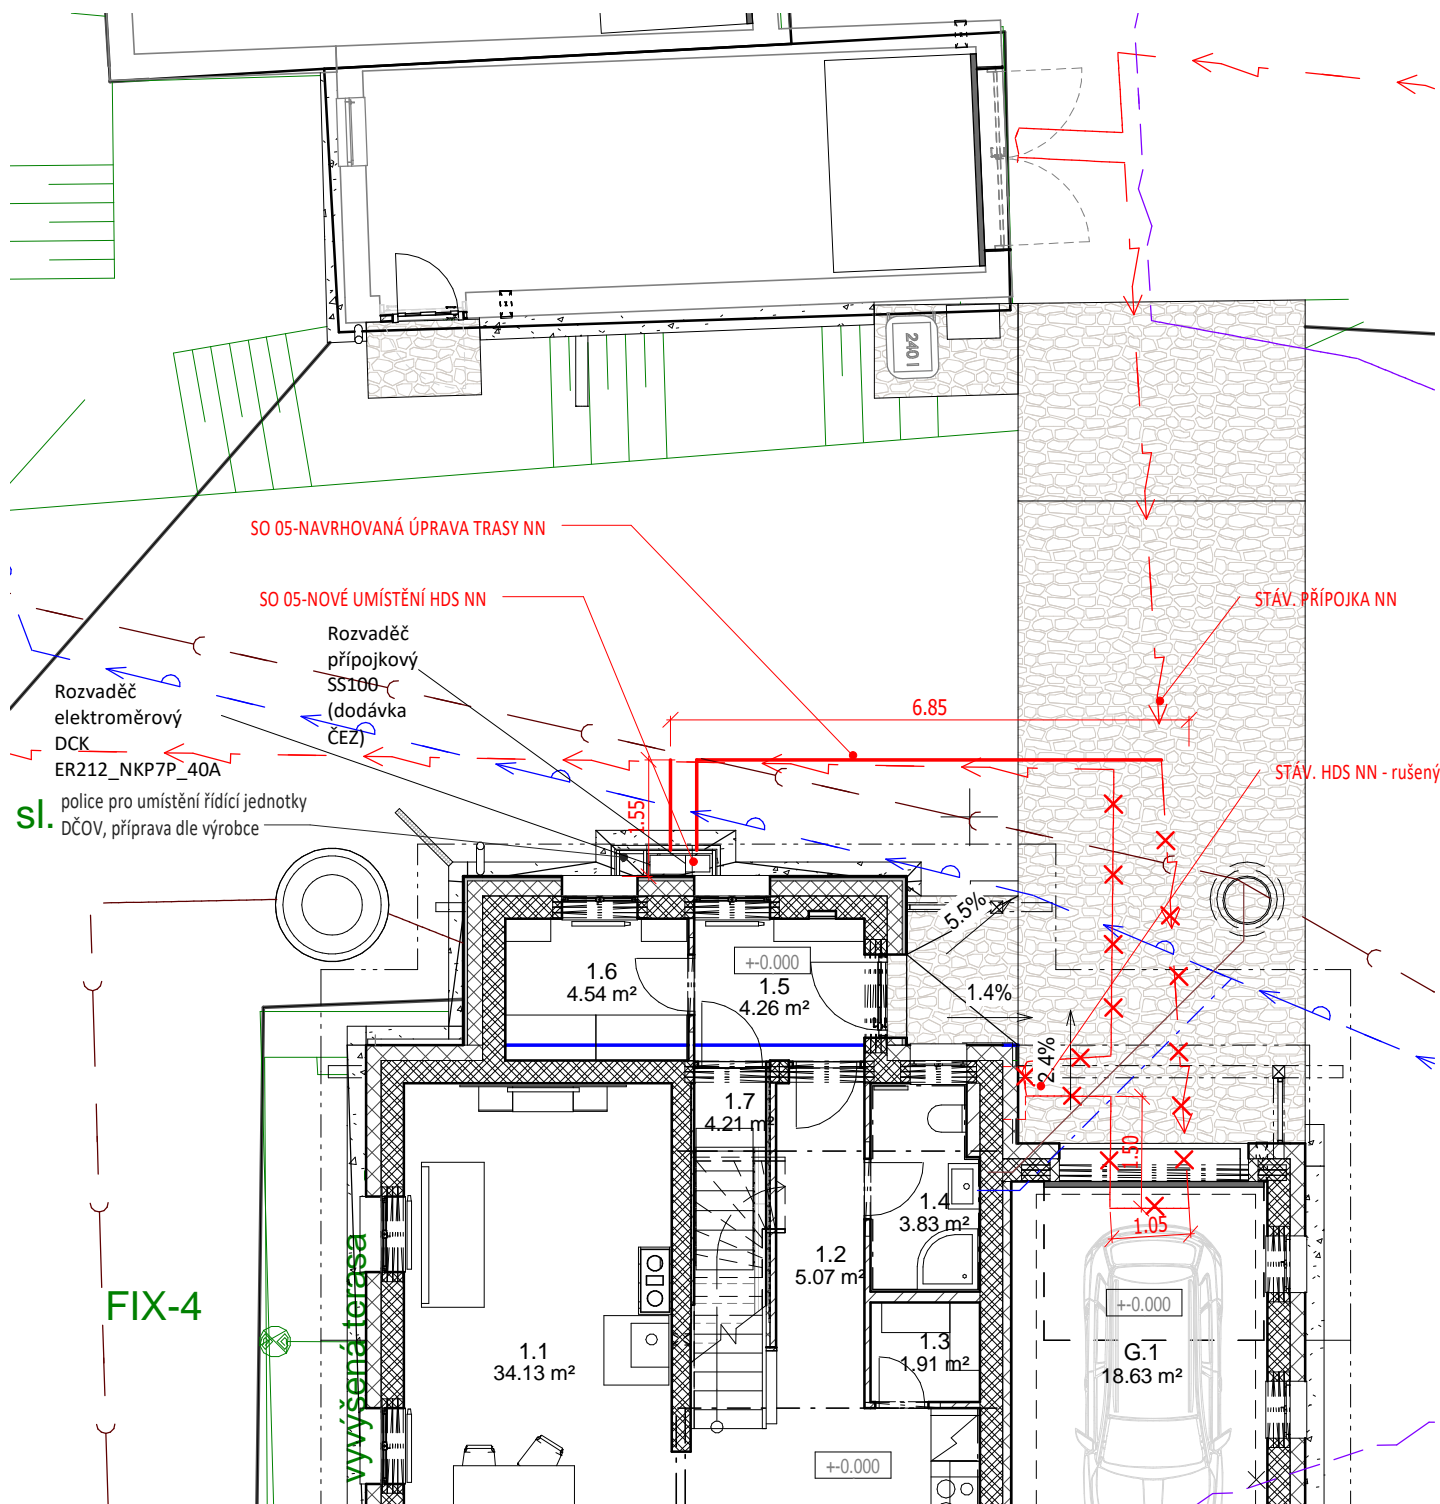 240 l
SO 05-NAVRHOVANÁ ÚPRAVA TRASY NN
SO 05-NOVÉ UMÍSTĚNÍ HDS NN
STÁV. PŘÍPOJKA NN
Rozvaděč
přípojkový
SS100
(dodávka
ČEZ)
Rozvaděč
elektroměrový
DCK
ER212_NKP7P_40A
6.85
STÁV. HDS NN - rušený
sl.
police pro umístění řídící jednotky
DČOV, příprava dle výrobce
1.55
5.5%
+-0.000
1.6
4.54 m²
1.5
4.26 m²
1.4%
2.4%
1.7
4.21 m²
1.50
1.4
3.83 m²
1.05
1.2
5.07 m²
FIX-4
vyvýšená terasa
+-0.000
1.1
34.13 m²
1.3
1.91 m²
G.1
18.63 m²
+-0.000